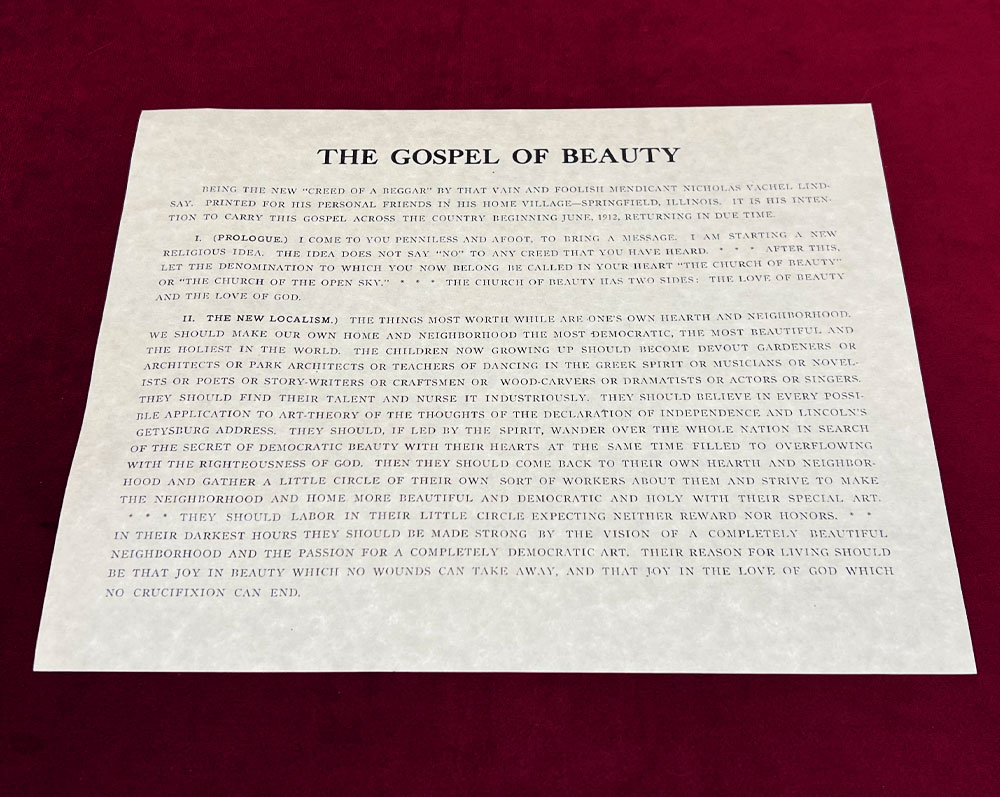 THE GOSPEL OF BEAUTY
BEING THE NEW "CREED OF A BEGGAR" BY THAT VAIN AND FOOLISH MENDICANT NICHOLAS VACHEL LIND-
SAY. PRINTED FOR HIS PERSONAL FRIENDS IN HIS HOME VILLAGE—SPRINGFIELD, ILLINOIS. IT IS HIS INTEN-
TION TO CARRY THIS GOSPEL ACROSS THE COUNTRY BEGINNING JUNE, 1912, RETURNING IN DUE TIME.
I. (PROLOGUE.) I COME TO YOU PENNILESS AND AFOOT, TO BRING A MESSAGE. I AM STARTING A NEW
RELIGIOUS IDEA. THE IDEA DOES NOT SAY "NO" TO ANY CREED THAT YOU HAVE HEARD. * * * AFTER THIS,
LET THE DENOMINATION TO WHICH YOU NOW BELONG BE CALLED IN YOUR HEART "THE CHURCH OF BEAUTY"
OR "THE CHURCH OF THE OPEN SKY." * * * THE CHURCH OF BEAUTY HAS TWO SIDES: THE LOVE OF BEAUTY
AND THE LOVE OF GOD.
II. THE NEW LOCALISM.) THE THINGS MOST WORTH WHILE ARE ONE'S OWN HEARTH AND NEIGHBORHOOD.
WE SHOULD MAKE OUR OWN HOME AND NEIGHBORHOOD THE MOST DEMOCRATIC, THE MOST BEAUTIFUL AND
THE HOLIEST IN THE WORLD. THE CHILDREN NOW GROWING UP SHOULD BECOME DEVOUT GARDENERS OR
ARCHITECTS OR PARK ARCHITECTS OR TEACHERS OF DANCING IN THE GREEK SPIRIT OR MUSICIANS OR NOVEL-
ISTS OR POETS OR STORY-WRITERS OR CRAFTSMEN OR WOOD-CARVERS OR DRAMATISTS OR ACTORS OR SINGERS.
THEY SHOULD FIND THEIR TALENT AND NURSE IT INDUSTRIOUSLY. THEY SHOULD BELIEVE IN EVERY POSSI-
BLE APPLICATION TO ART-THEORY OF THE THOUGHTS OF THE DECLARATION OF INDEPENDENCE AND LINCOLN'S
GETYSBURG ADDRESS. THEY SHOULD, IF LED BY THE SPIRIT, WANDER OVER THE WHOLE NATION IN SEARCH
OF THE SECRET OF DEMOCRATIC BEAUTY WITH THEIR HEARTS AT THE SAME TIME FILLED TO OVERFLOWING
WITH THE RIGHTEOUSNESS OF GOD. THEN THEY SHOULD COME BACK TO THEIR OWN HEARTH AND NEIGHBOR-
HOOD AND GATHER A LITTLE CIRCLE OF THEIR OWN SORT OF WORKERS ABOUT THEM AND STRIVE TO MAKE
THE NEIGHBORHOOD AND HOME MORE BEAUTIFUL AND DEMOCRATIC AND HOLY WITH THEIR SPECIAL ART.
* * * THEY SHOULD LABOR IN THEIR LITTLE CIRCLE EXPECTING NEITHER REWARD NOR HONORS. * *
IN THEIR DARKEST HOURS THEY SHOULD BE MADE STRONG BY THE VISION OF A COMPLETELY BEAUTIFUL
NEIGHBORHOOD AND THE PASSION FOR A COMPLETELY DEMOCRATIC ART. THEIR REASON FOR LIVING SHOULD
BE THAT JOY IN BEAUTY WHICH NO WOUNDS CAN TAKE AWAY, AND THAT JOY IN THE LOVE OF GOD WHICH
NO CRUCIFIXION CAN END.